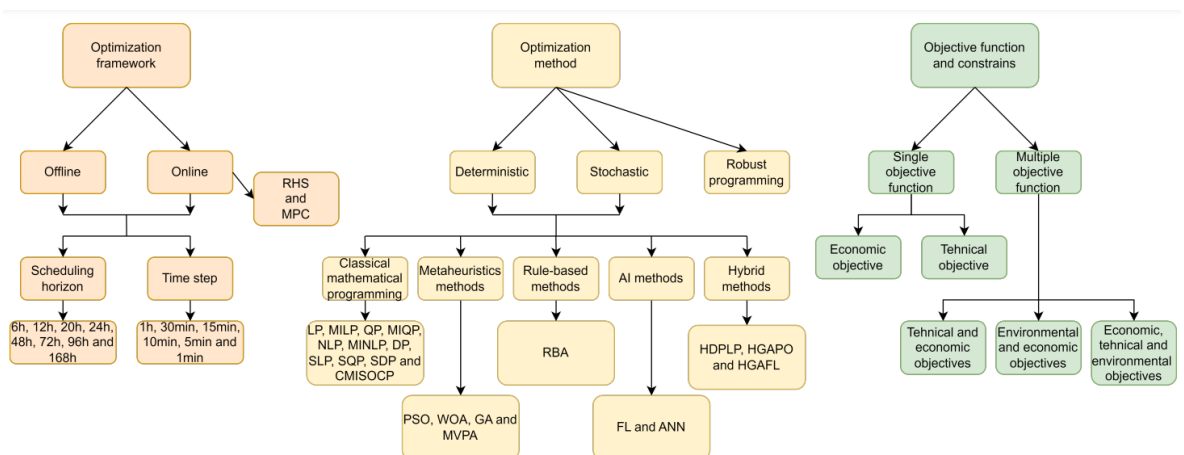 Optimization
framework
Optimization
method
Objective function
and constrains
Offline
Online
RHS
and
MPC
Deterministic
Stochastic
Robust
programming
Single
objective
function
Multiple
objective
function
Economic
objective
Tehnical
objective
Scheduling
horizon
Time step
Classical
mathematical
programming
Metaheuristics
methods
Rule-based
methods
AI methods
Hybrid
methods
6h, 12h, 20h, 24h,
48h, 72h, 96h and
168h
1h, 30min, 15min,
10min, 5min and
1min
LP, MILP, QP, MIQP,
NLP, MINLP, DP,
SLP, SQP, SDP and
CMISOCP
RBA
HDPLP, HGAPO
and HGAFL
Tehnical and
economic
objectives
Environmental
and economic
objectives
Economic,
tehnical and
environmental
objectives
PSO, WOA, GA and
MVPA
FL and ANN